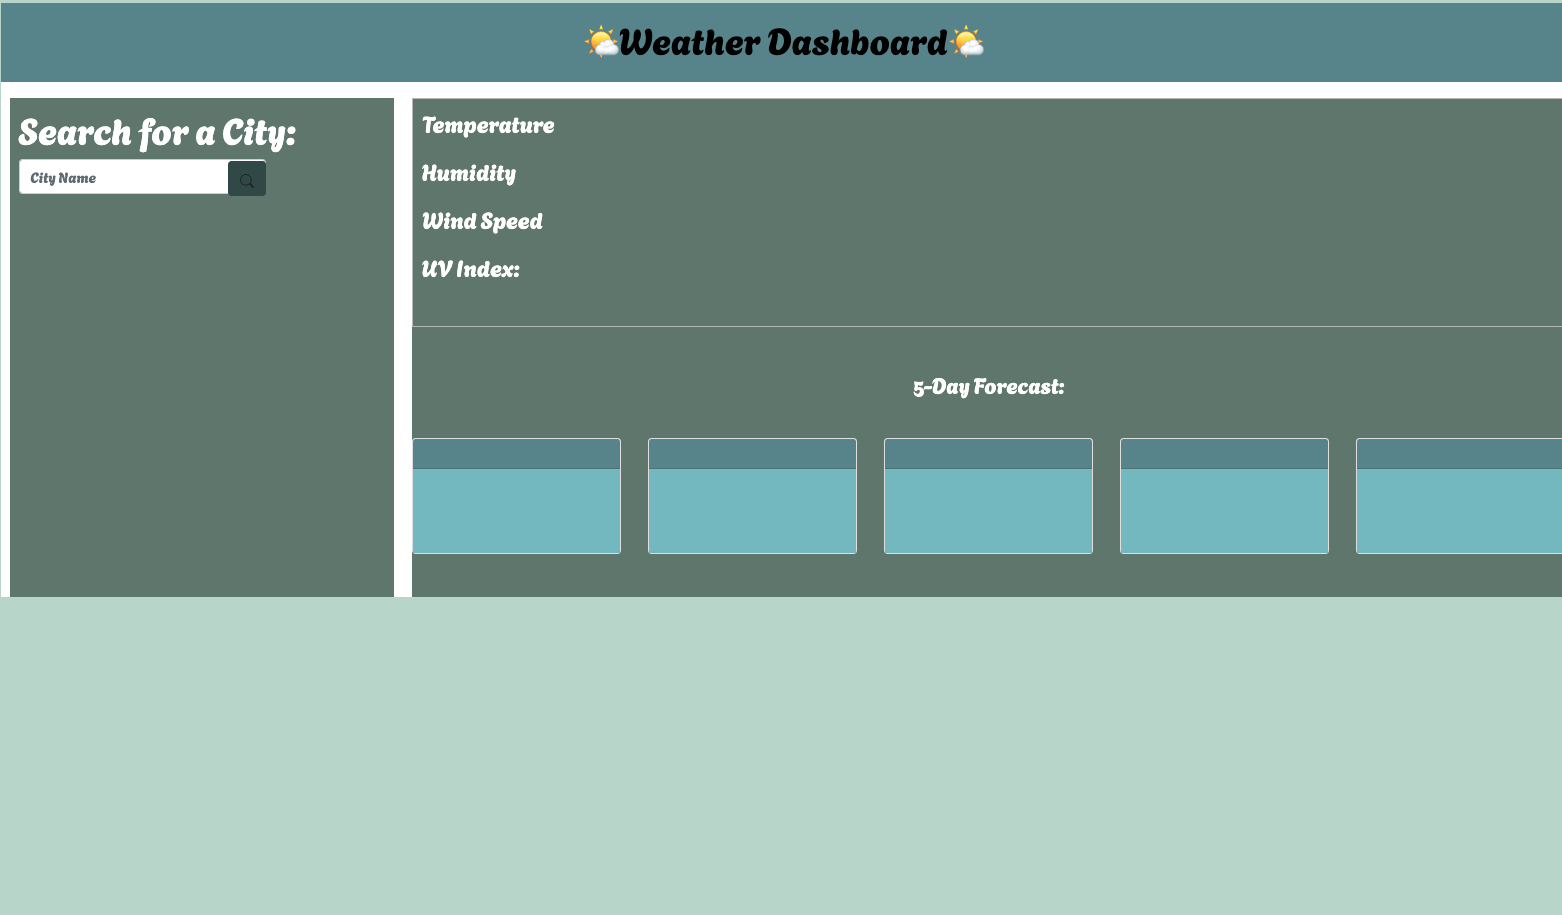 Weather Dashboard
Search for a City:
City Name
Temperature
Humidity
Wind Speed
UV Index:
5-Day Forecast: